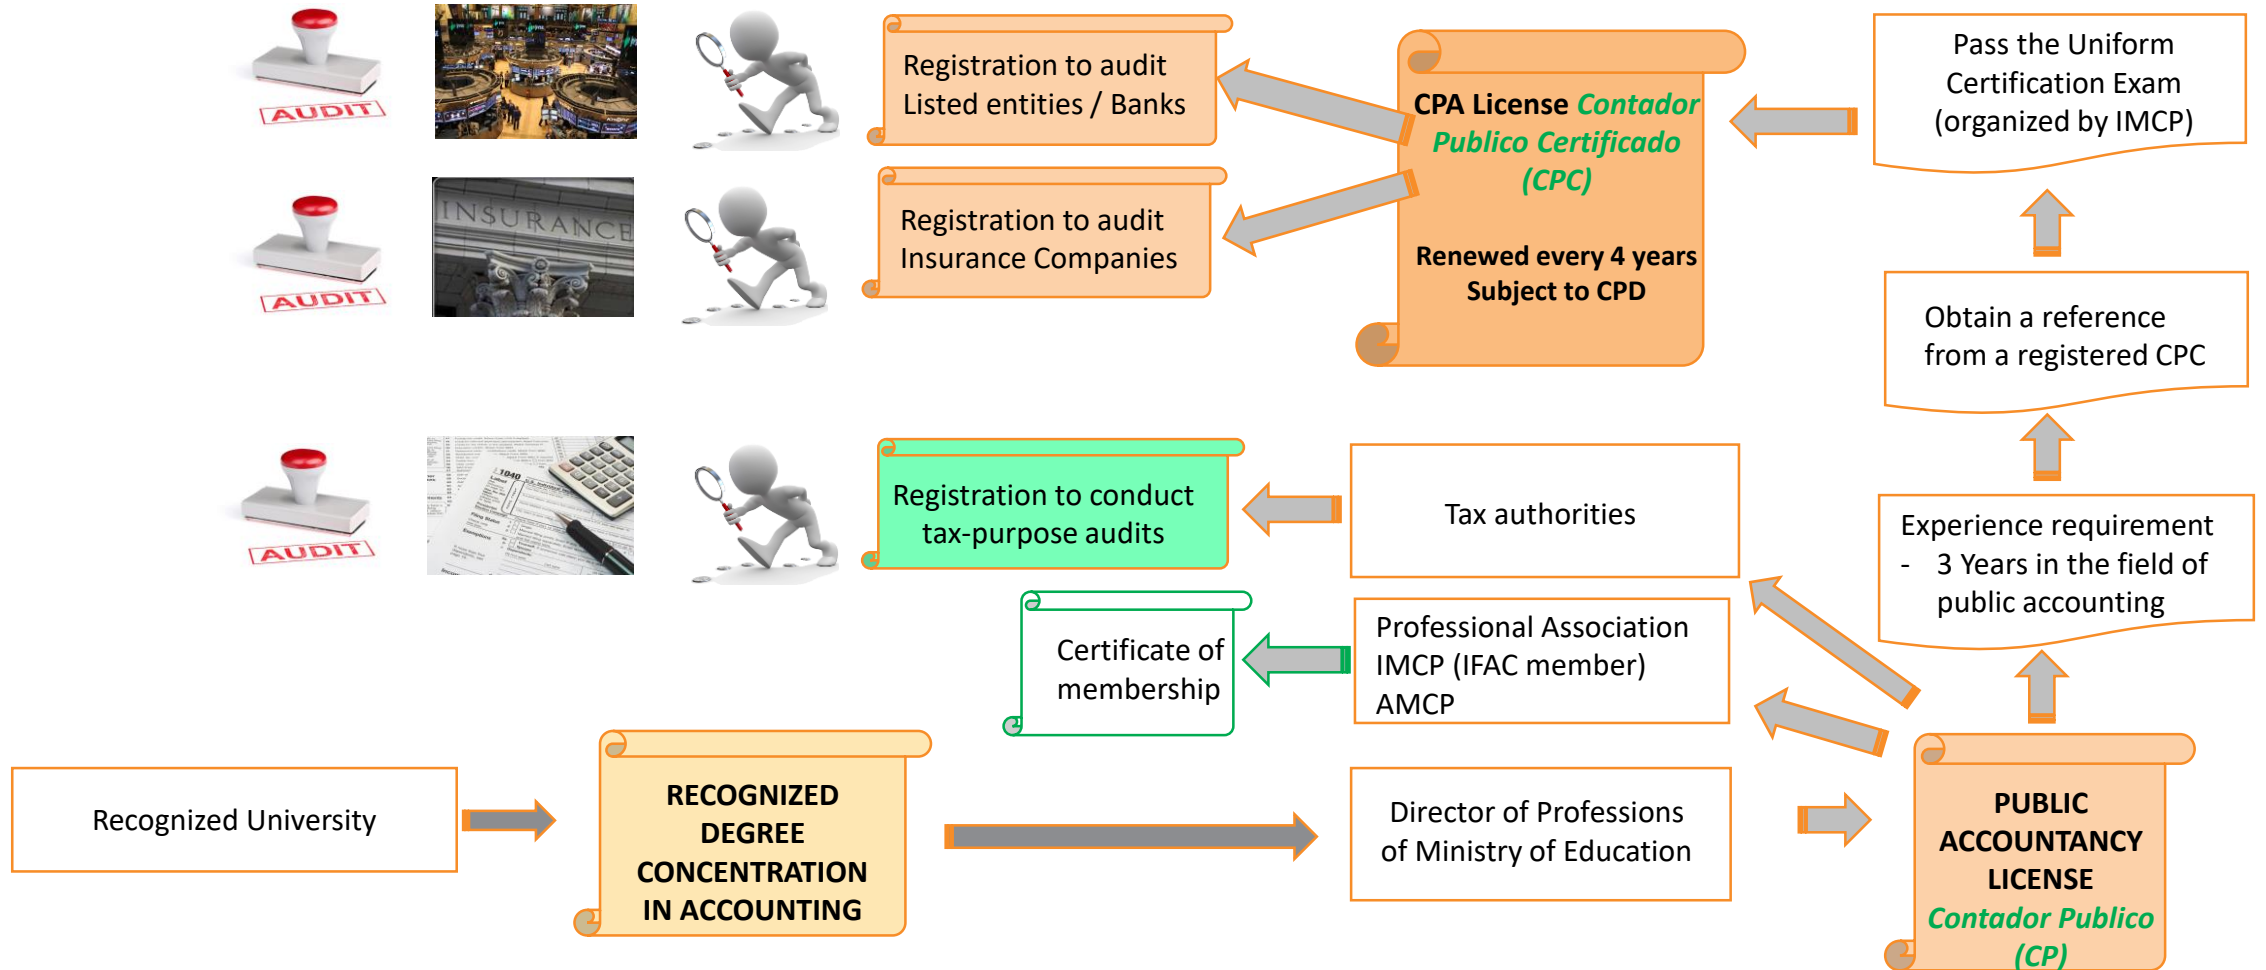 AUDIT
Registration to audit
Listed entities / Banks
CPA License Contador
Publico Certificado
(CPC)
Renewed every 4 years
Subject to CPD
Pass the Uniform
Certification Exam
(organized by IMCP)
AUDIT
INSURANCE
Registration to audit
Insurance Companies
Obtain a reference
from a registered CPC
AUDIT
1040
Registration to conduct
tax-purpose audits
Tax authorities
Experience requirement
- 3 Years in the field of
public accounting
Certificate of
membership
Professional Association
IMCP (IFAC member)
AMCP
Recognized University
RECOGNIZED
DEGREE
CONCENTRATION
IN ACCOUNTING
Director of Professions
of Ministry of Education
PUBLIC
ACCOUNTANCY
LICENSE
Contador Publico
(CP)